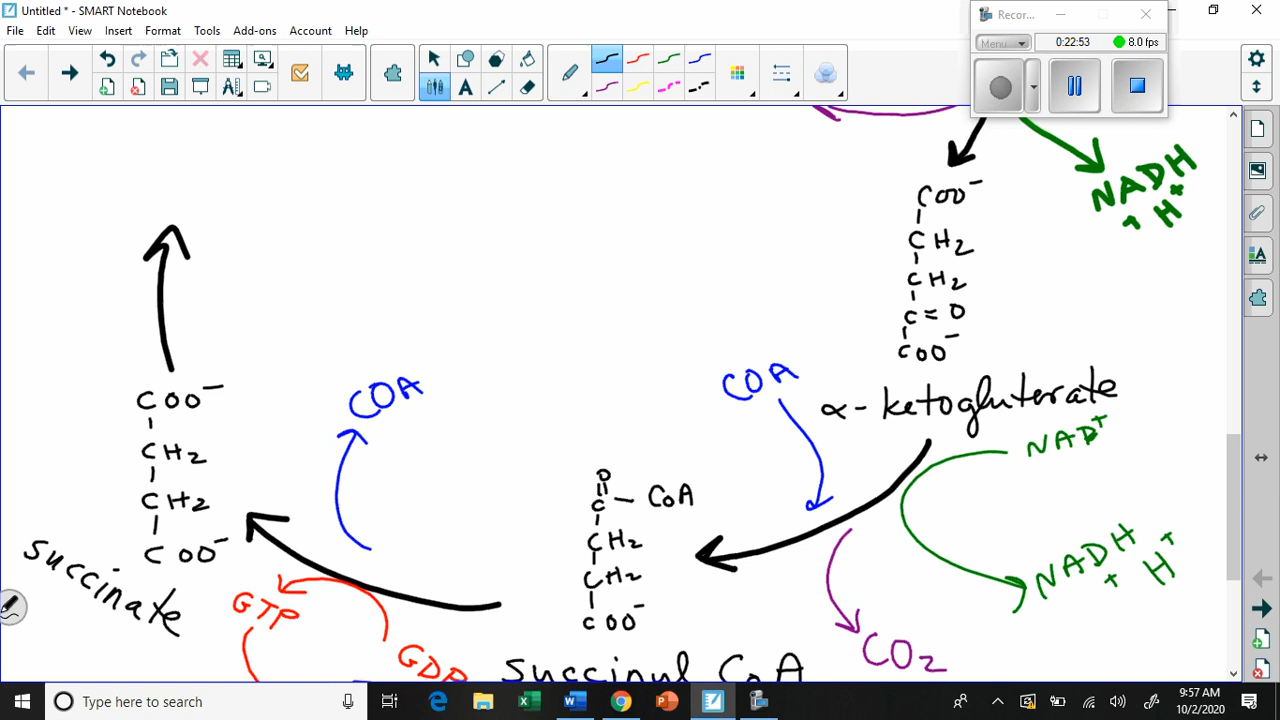 Untitled * - SMART Notebook
File Edit View Insert Format Tools Add-ons Account Help
Recor...
Menu
0:22:53
8.0 fps
NADH
+ H+
COO-
CH2
CH2
C=O
COO-
α-ketogluterate
COA
NAD+
NADH
+ H+
CO2
O
C - CoA
CH2
CH2
COO-
succinyl CoA
COA
GDP
GTP
COO-
CH2
CH2
COO-
succinate
Type here to search
9:57 AM
10/2/2020